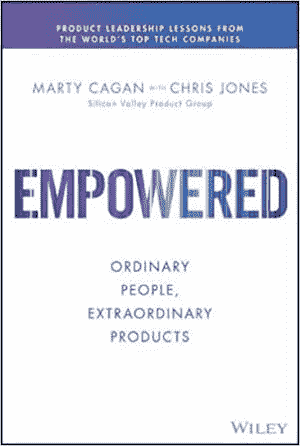 PRODUCT LEADERSHIP LESSONS FROM
THE WORLD'S TOP TECH COMPANIES
MARTY CAGAN WITH CHRIS JONES
Silicon Valley Product Group
EMPOWERED
ORDINARY
PEOPLE,
EXTRAORDINARY
PRODUCTS
WILEY